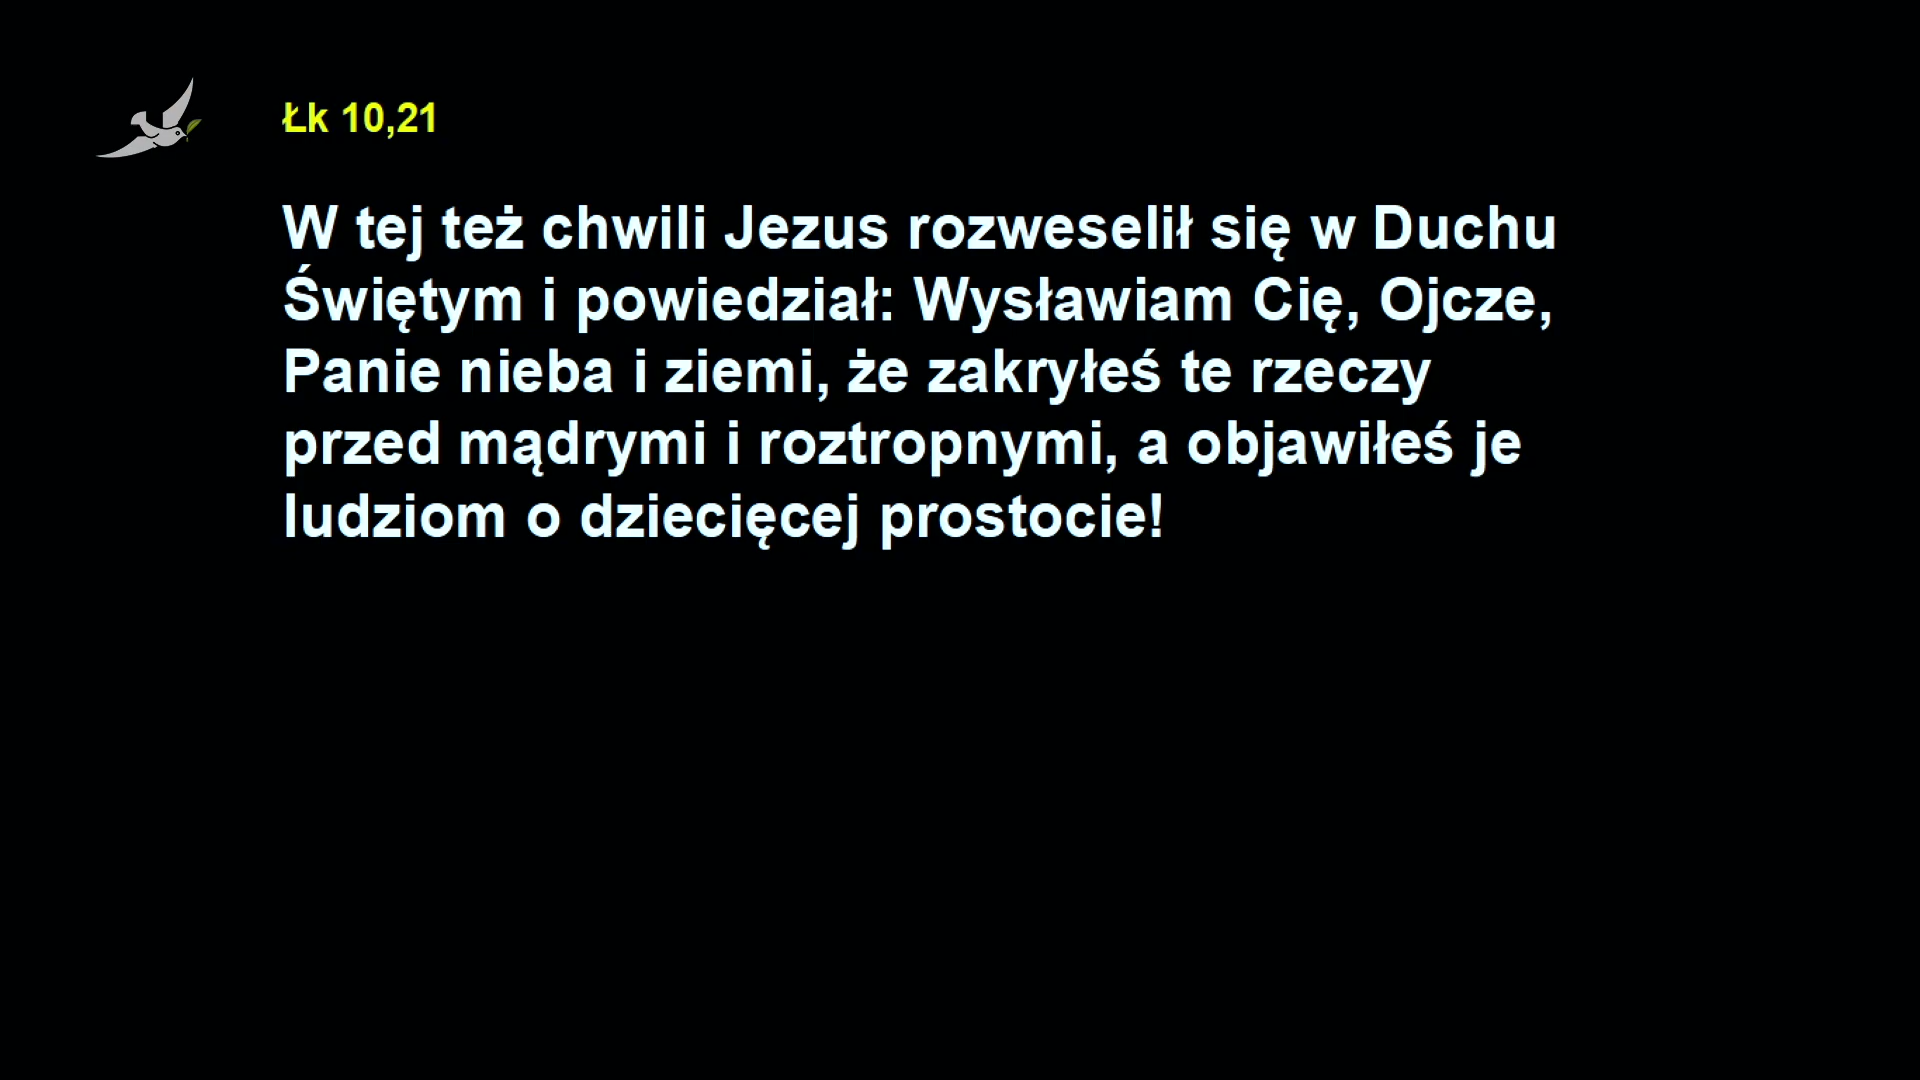 Łk 10,21
W tej też chwili Jezus rozweselił się w Duchu
Świętym i powiedział: Wysławiam Cię, Ojcze,
Panie nieba i ziemi, że zakryłeś te rzeczy
przed mądrymi i roztropnymi, a objawiłeś je
ludziom o dziecięcej prostocie!